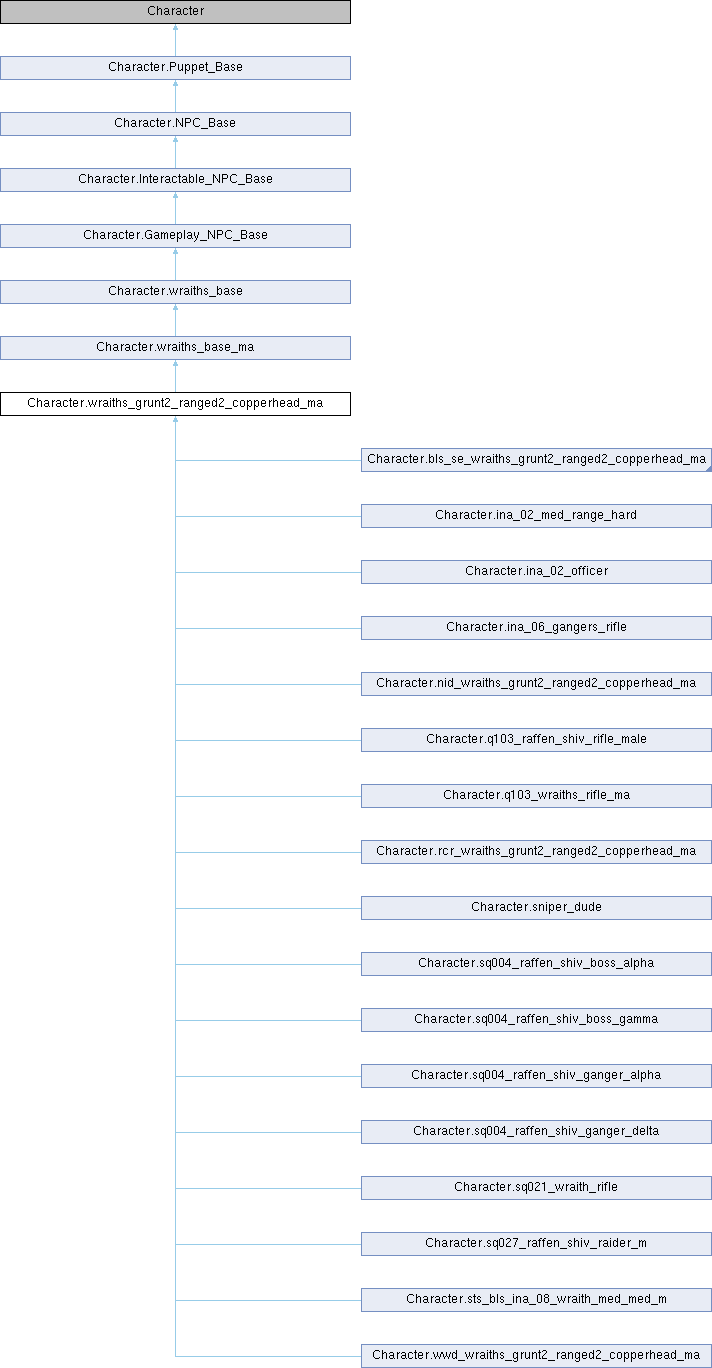 Character
Character.Puppet_Base
Character.NPC_Base
Character.Interactable_NPC_Base
Character.Gameplay_NPC_Base
Character.wraiths_base
Character.wraiths_base_ma
Character.wraiths_grunt2_ranged2_copperhead_ma
Character.bls_se_wraiths_grunt2_ranged2_copperhead_ma
Character.ina_02_med_range_hard
Character.ina_02_officer
Character.ina_06_gangers_rifle
Character.nid_wraiths_grunt2_ranged2_copperhead_ma
Character.q103_raffen_shiv_rifle_male
Character.q103_wraiths_rifle_ma
Character.rcr_wraiths_grunt2_ranged2_copperhead_ma
Character.sniper_dude
Character.sq004_raffen_shiv_boss_alpha
Character.sq004_raffen_shiv_boss_gamma
Character.sq004_raffen_shiv_ganger_alpha
Character.sq004_raffen_shiv_ganger_delta
Character.sq021_wraith_rifle
Character.sq027_raffen_shiv_raider_m
Character.sts_bls_ina_08_wraith_med_med_m
Character.wwd_wraiths_grunt2_ranged2_copperhead_ma